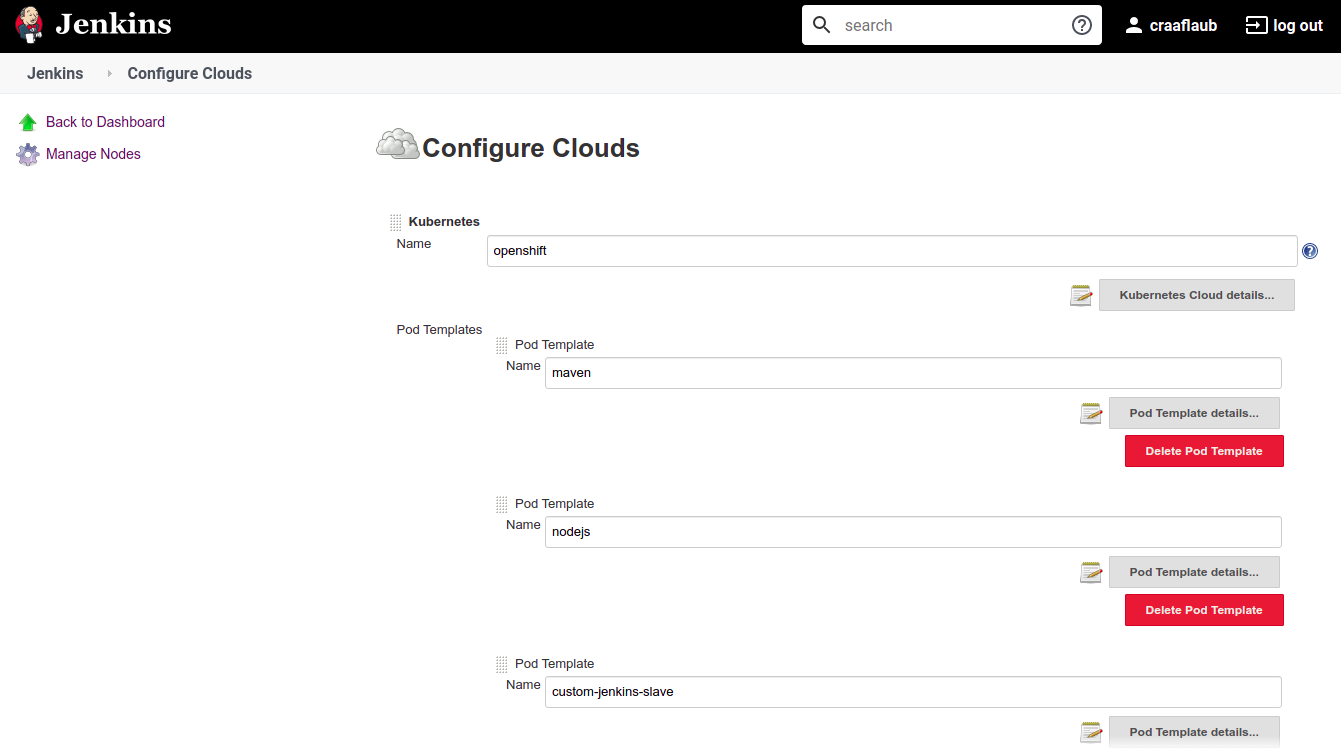 Jenkins
search
craaflaub
log out
Jenkins
Configure Clouds
Back to Dashboard
Manage Nodes
Configure Clouds
Kubernetes
Name
openshift
Kubernetes Cloud details...
Pod Templates
Pod Template
Name
maven
Pod Template details...
Delete Pod Template
Pod Template
Name
nodejs
Pod Template details...
Delete Pod Template
Pod Template
Name
custom-jenkins-slave
Pod Template details...